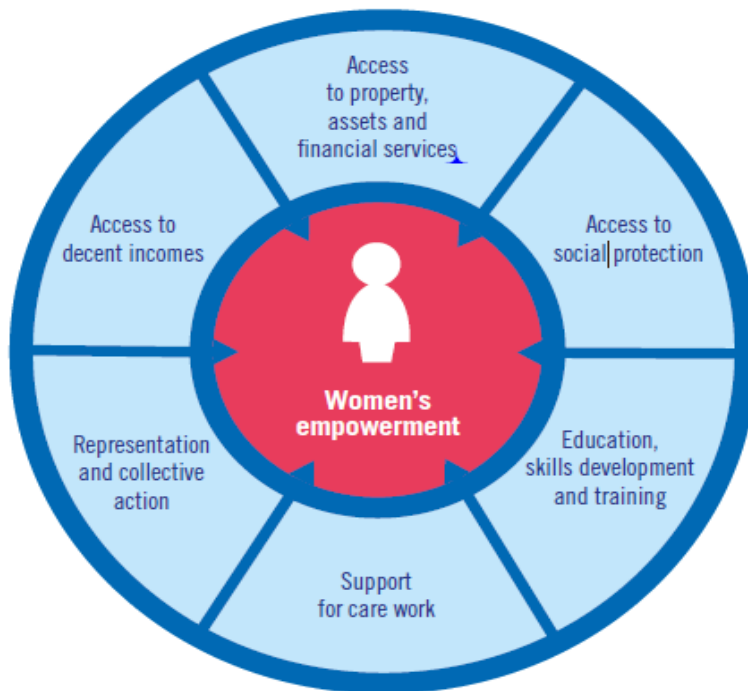 Access
to property,
assets and
financial services
Access to
social protection
Education,
skills development
and training
Support
for care work
Representation
and collective
action
Access to
decent incomes
Women's
empowerment